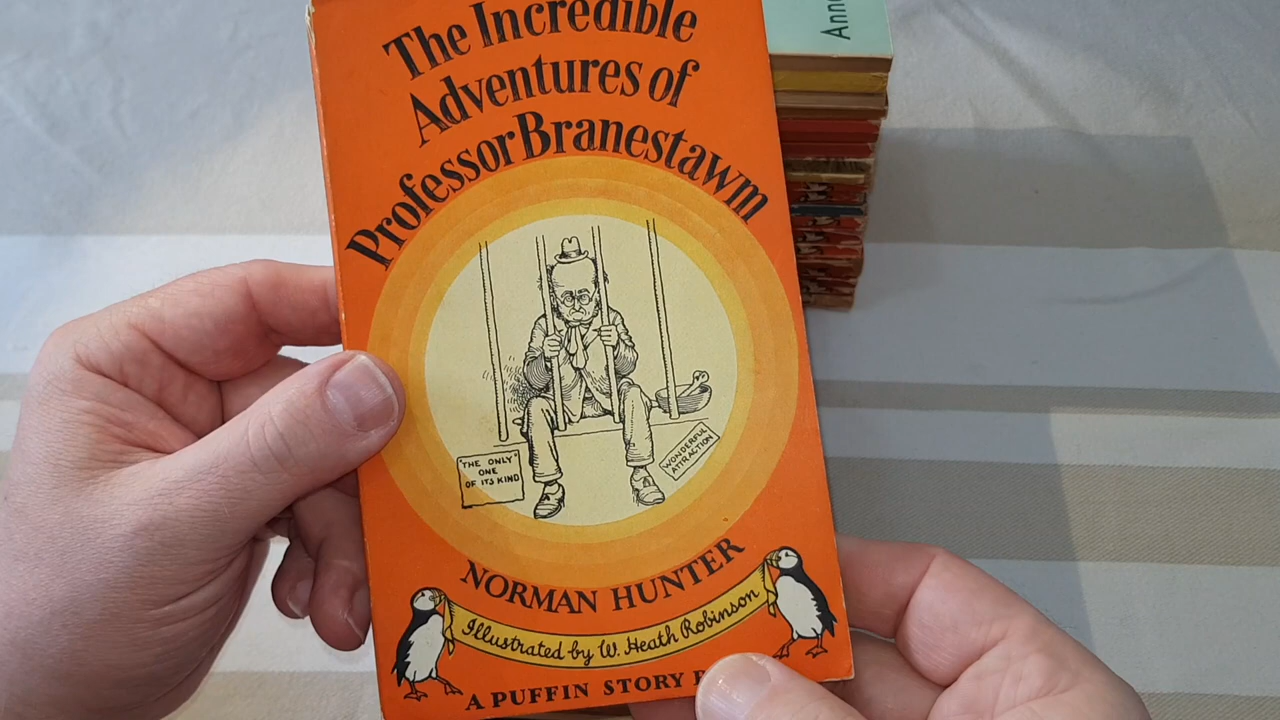 The Incredible
Adventures of
Professor Branestawm
"THE ONLY"
ONE
OF ITS KIND
WONDERFUL
ATTRACTION
NORMAN HUNTER
Illustrated by W. Heath Robinson
A PUFFIN STORY